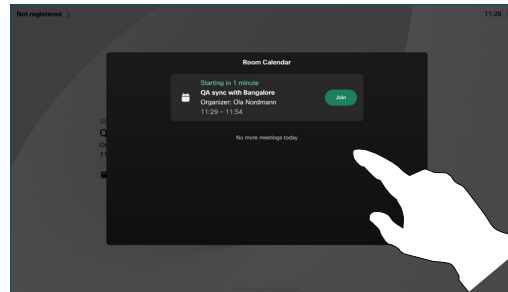 Not registered
11:28
Room Calendar
Starting in 1 minute
QA sync with Bangalore
Organizer: Ola Nordmann
Join
11:29 - 11:54
No more meetings today